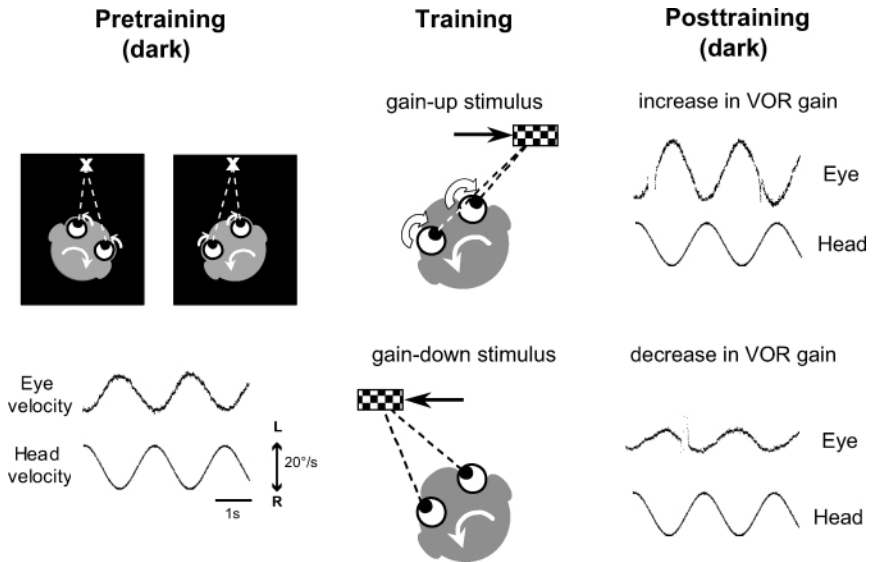 Pretraining
(dark)
Training
Posttraining
(dark)
gain-up stimulus
increase in VOR gain
X
X
Eye
Head
gain-down stimulus
decrease in VOR gain
Eye
velocity
Head
velocity
L
20°/s
R
1s
Eye
Head